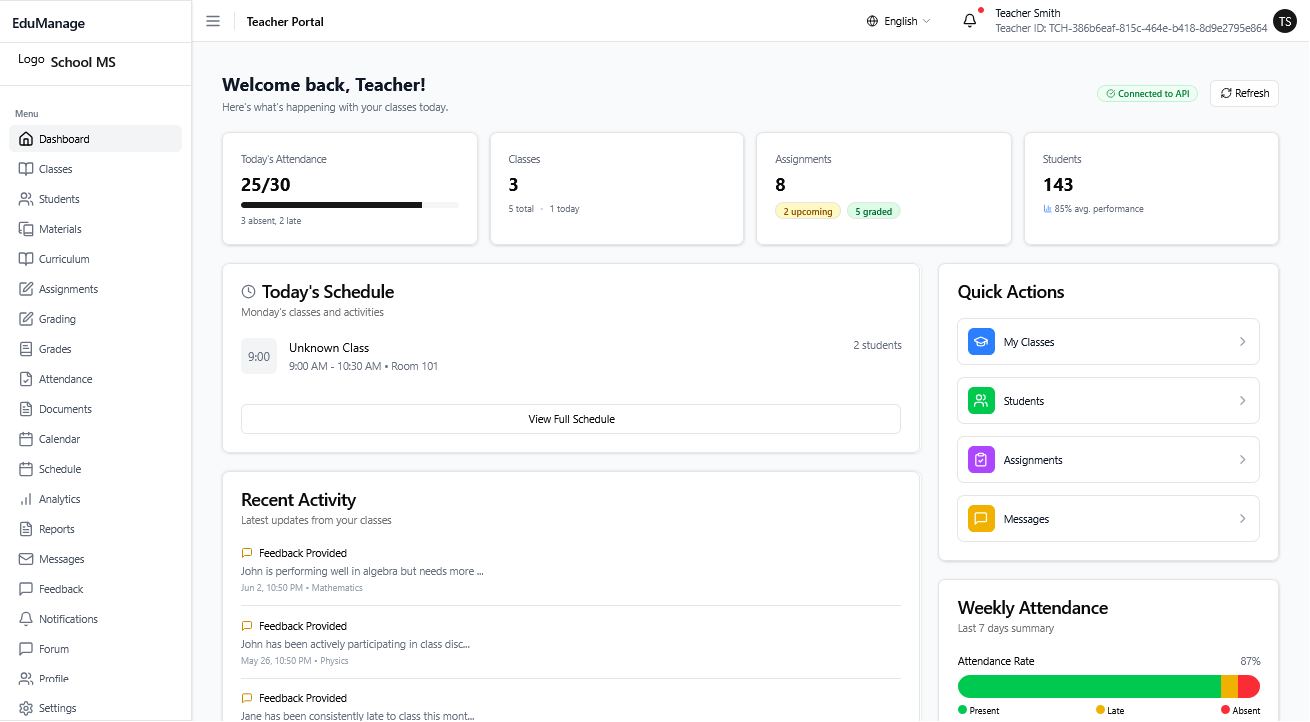 EduManage
Logo School MS
Menu
Dashboard
Classes
Students
Materials
Curriculum
Assignments
Grading
Grades
Attendance
Documents
Calendar
Schedule
Analytics
Reports
Messages
Feedback
Notifications
Forum
Profile
Settings
Teacher Portal
English
Teacher Smith
Teacher ID: TCH-386b6eaf-815c-464e-b418-8d9e2795e864
TS
Welcome back, Teacher!
Here's what's happening with your classes today.
Connected to API
Refresh
Today's Attendance
25/30
3 absent, 2 late
Classes
3
5 total · 1 today
Assignments
8
2 upcoming 5 graded
Students
143
85% avg. performance
Today's Schedule
Monday's classes and activities
9:00
Unknown Class
9:00 AM - 10:30 AM • Room 101
2 students
View Full Schedule
Recent Activity
Latest updates from your classes
Feedback Provided
John is performing well in algebra but needs more ...
Jun 2, 10:50 PM • Mathematics
Feedback Provided
John has been actively participating in class disc...
May 26, 10:50 PM • Physics
Feedback Provided
Jane has been consistently late to class this mont...
Quick Actions
My Classes
Students
Assignments
Messages
Weekly Attendance
Last 7 days summary
Attendance Rate 87%
Present Late Absent